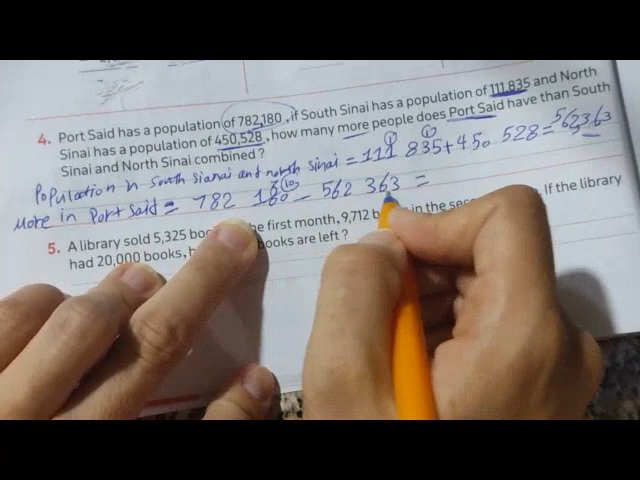 4. Port Said has a population of 782,180, if South Sinai has a population of 111,835 and North
Sinai has a population of 450,528, how many more people does Port Said have than South
Sinai and North Sinai combined?
Population in South Sianai and north sinai = 111 835+450 528=562363
More in Port Said = 782 180 - 562 363 =
5. A library sold 5,325 boo the first month, 9,712 b in the sec If the library
had 20,000 books, h books are left?